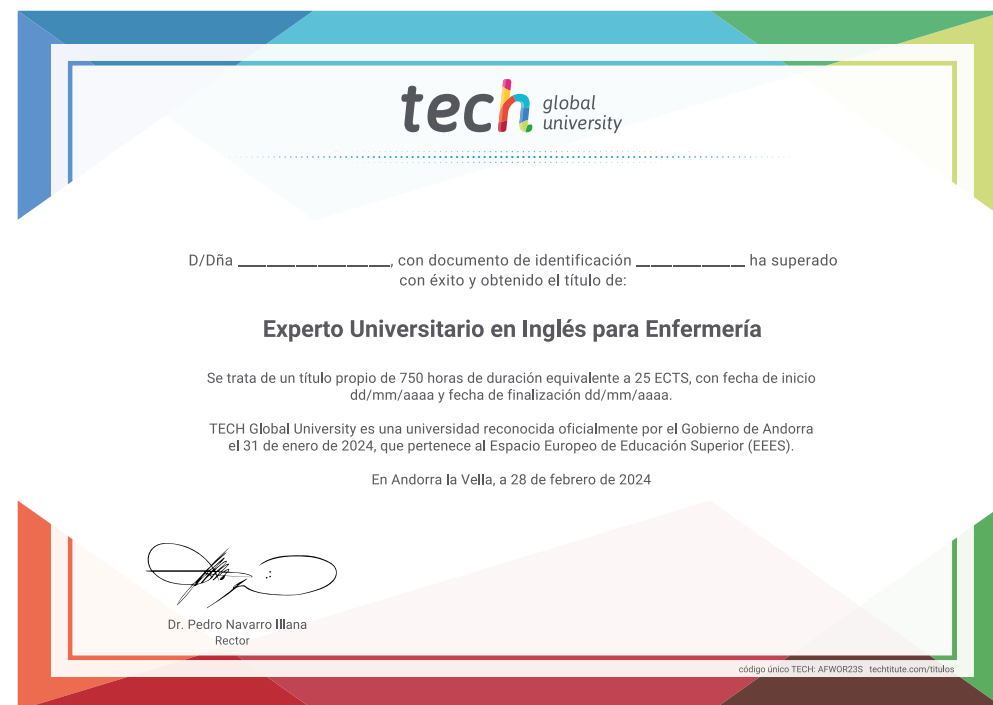 tech global
university
D/Dña ____________________, con documento de identificación ______________ ha superado
con éxito y obtenido el título de:
Experto Universitario en Inglés para Enfermería
Se trata de un título propio de 750 horas de duración equivalente a 25 ECTS, con fecha de inicio
dd/mm/aaaa y fecha de finalización dd/mm/aaaa.
TECH Global University es una universidad reconocida oficialmente por el Gobierno de Andorra
el 31 de enero de 2024, que pertenece al Espacio Europeo de Educación Superior (EEES).
En Andorra la Vella, a 28 de febrero de 2024
Dr. Pedro Navarro Illana
Rector
código único TECH: AFWOR23S techtitute.com/titulos